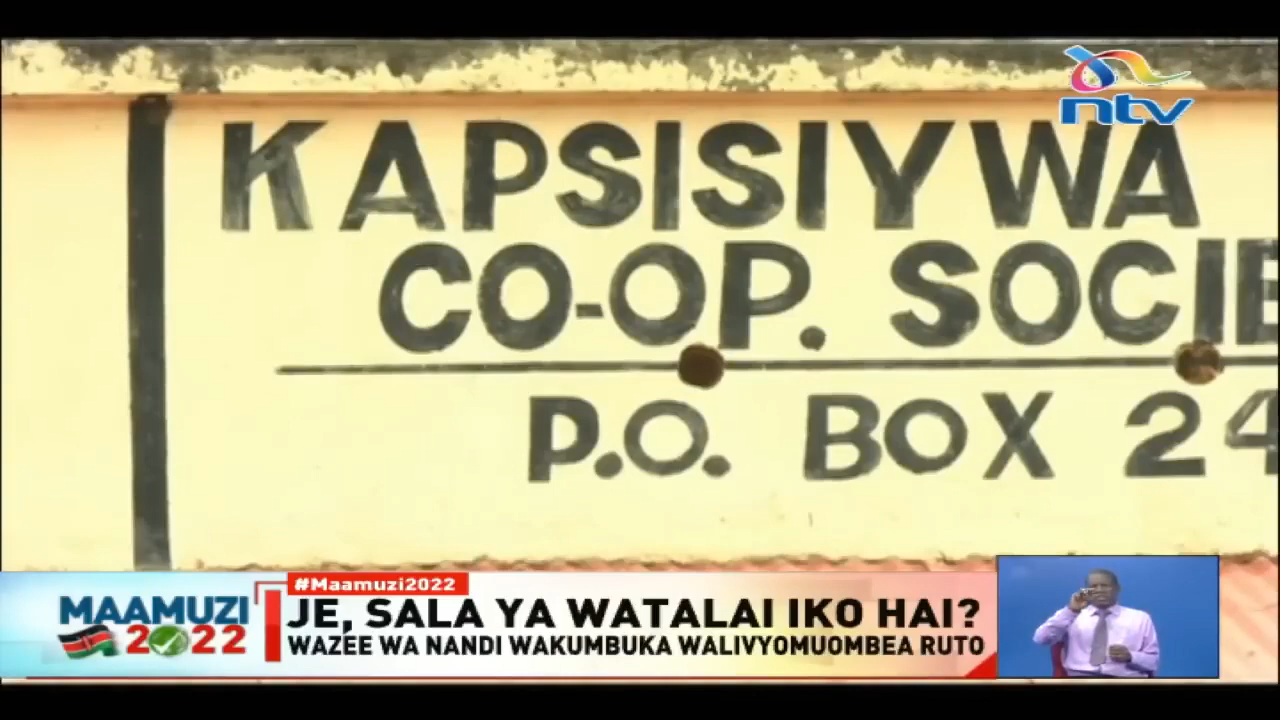 ntv
KAPSISIYWA
CO-OP. SOCIE
P.O. BOX 24
#Maamuzi2022
MAAMUZI
2022
JE, SALA YA WATALAI IKO HAI?
WAZEE WA NANDI WAKUMBUKA WALIVYOMUOMBEA RUTO